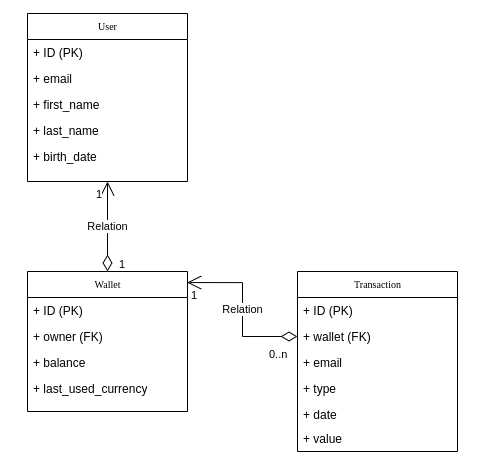 User
+ ID (PK)
+ email
+ first_name
+ last_name
+ birth_date
1
Relation
1
Wallet
+ ID (PK)
+ owner (FK)
+ balance
+ last_used_currency
1
Relation
0..n
Transaction
+ ID (PK)
+ wallet (FK)
+ email
+ type
+ date
+ value